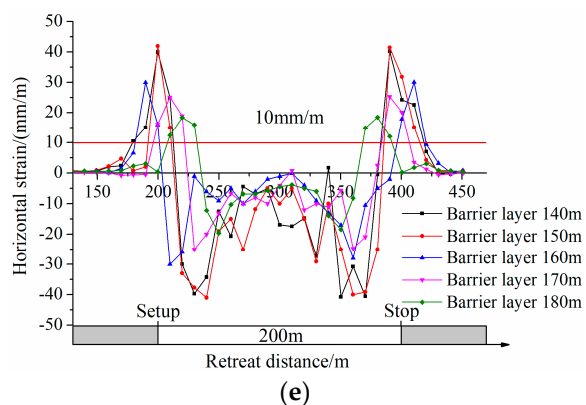 50
40
30
20
10
0
-10
-20
-30
-40
-50
Horizontal strain/(mm/m)
10mm/m
150 200 250 300 350 400 450
Barrier layer 140m
Barrier layer 150m
Barrier layer 160m
Barrier layer 170m
Barrier layer 180m
Setup
Stop
200m
Retreat distance/m
(e)